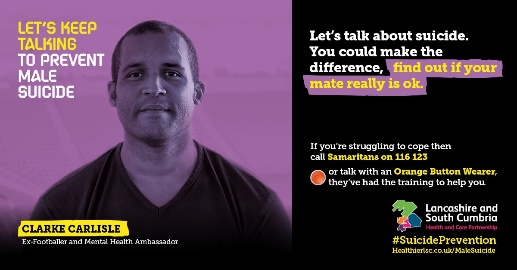 LET'S KEEP
TALKING
TO PREVENT
MALE
SUICIDE
CLARKE CARLISLE
Ex-Footballer and Mental Health Ambassador
Let's talk about suicide.
You could make the
difference, find out if your
mate really is ok.
If you're struggling to cope then
call Samaritans on 116 123
or talk with an Orange Button Wearer,
they've had the training to help you.
Lancashire and
South Cumbria
Health and Care Partnership
#SuicidePrevention
Healthierlsc.co.uk/MaleSuicide